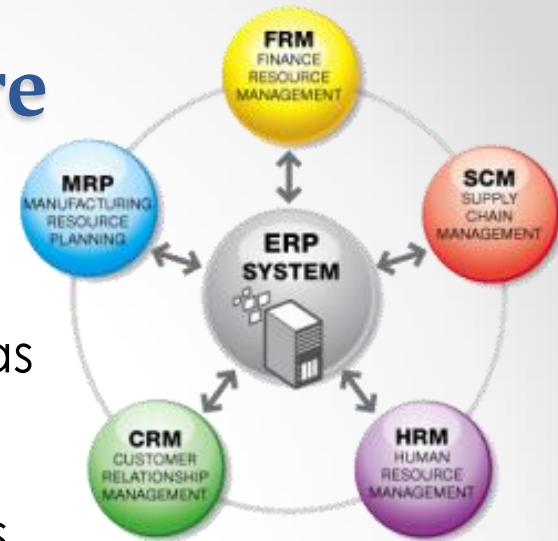 re
FRM
FINANCE
RESOURCE
MANAGEMENT
MRP
MANUFACTURING
RESOURCE
PLANNING
SCM
SUPPLY
CHAIN
MANAGEMENT
ERP
SYSTEM
as
CRM
CUSTOMER
RELATIONSHIP
MANAGEMENT
HRM
HUMAN
RESOURCE
MANAGEMENT